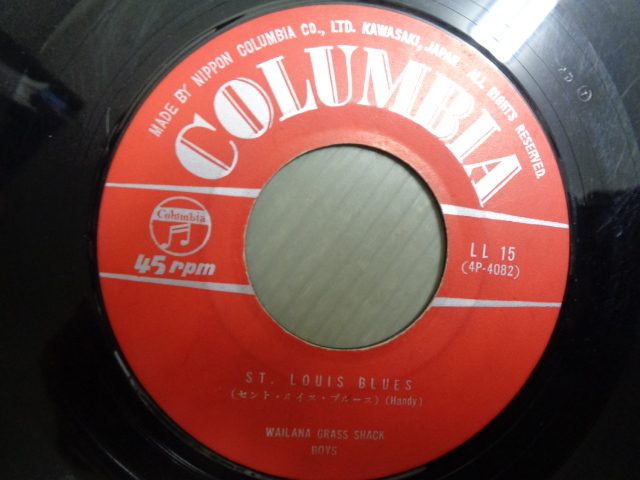 MADE BY NIPPON COLUMBIA CO., LTD. KAWASAKI, JAPAN. ALL RIGHTS RESERVED.
COLUMBIA
Columbia
45 rpm
LL 15
(4P-4082)
ST. LOUIS BLUES
(セント・ルイス・ブルース) (Handy)
WAILANA GRASS SHACK
BOYS